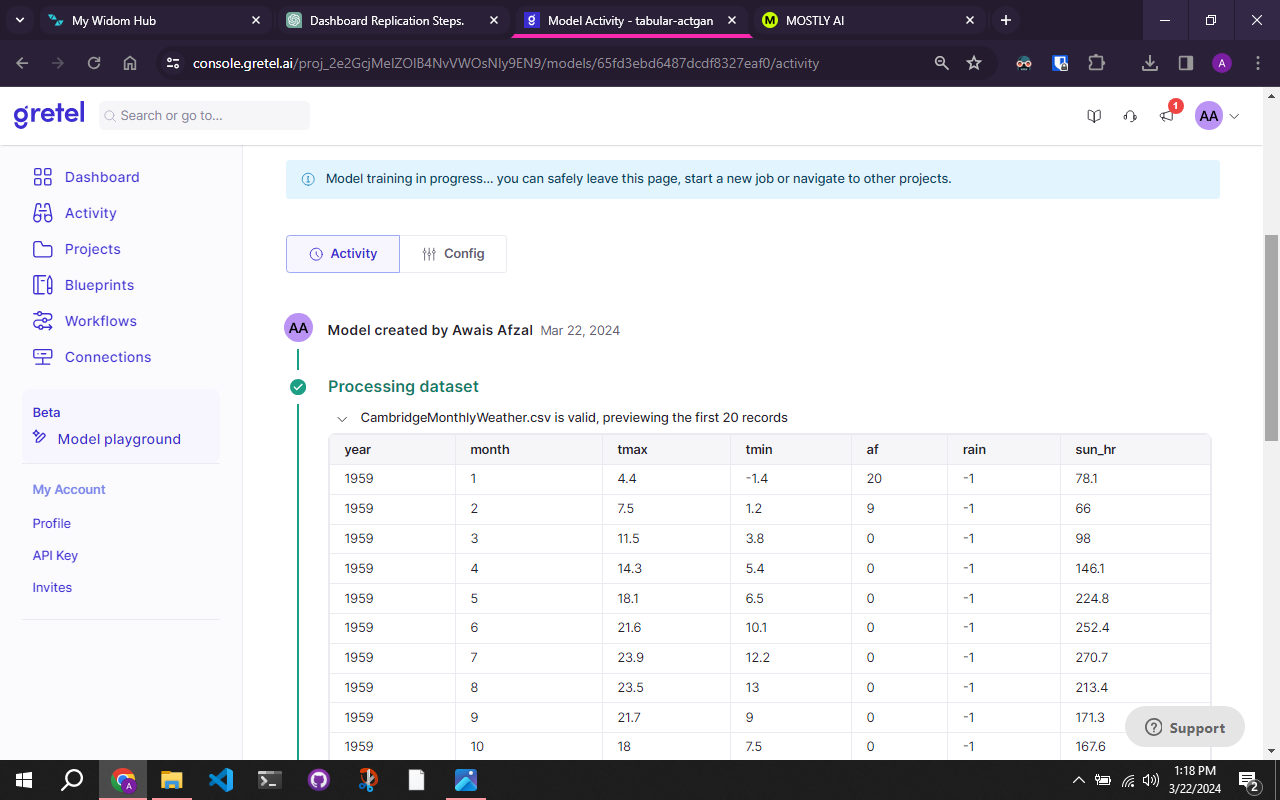 My Widom Hub
Dashboard Replication Steps.
Model Activity - tabular-actgan
MOSTLY AI
console.gretel.ai/proj_2e2GcjMeIZOlB4NvVWOsNIy9EN9/models/65fd3ebd6487dcdf8327eaf0/activity
A
gretel
Search or go to...
1
AA
Dashboard
Activity
Projects
Blueprints
Workflows
Connections
Beta
Model playground
My Account
Profile
API Key
Invites
Model training in progress... you can safely leave this page, start a new job or navigate to other projects.
Activity
Config
AA
Model created by Awais Afzal Mar 22, 2024
Processing dataset
CambridgeMonthlyWeather.csv is valid, previewing the first 20 records
year month tmax tmin af rain sun_hr
1959 1 4.4 -1.4 20 -1 78.1
1959 2 7.5 1.2 9 -1 66
1959 3 11.5 3.8 0 -1 98
1959 4 14.3 5.4 0 -1 146.1
1959 5 18.1 6.5 0 -1 224.8
1959 6 21.6 10.1 0 -1 252.4
1959 7 23.9 12.2 0 -1 270.7
1959 8 23.5 13 0 -1 213.4
1959 9 21.7 9 0 -1 171.3
1959 10 18 7.5 0 -1 167.6
Support
1:18 PM
3/22/2024
2